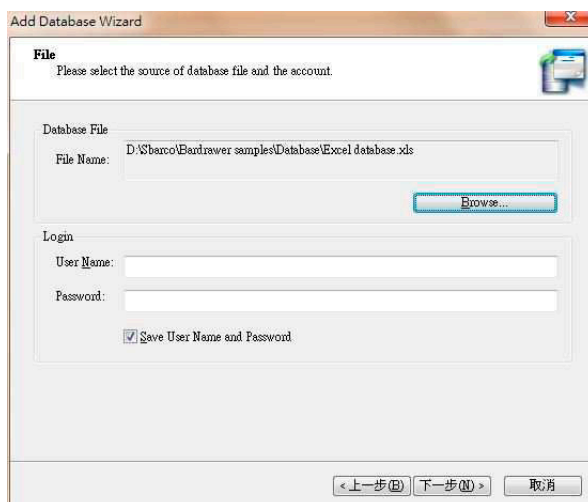 Add Database Wizard
File
Please select the source of database file and the account.
Database File
File Name:
D:\Sbarco\Bardrawer samples\Database\Excel database.xls
Browse...
Login
User Name:
Password:
Save User Name and Password
<上一步(B)
下一步(N)>
取消